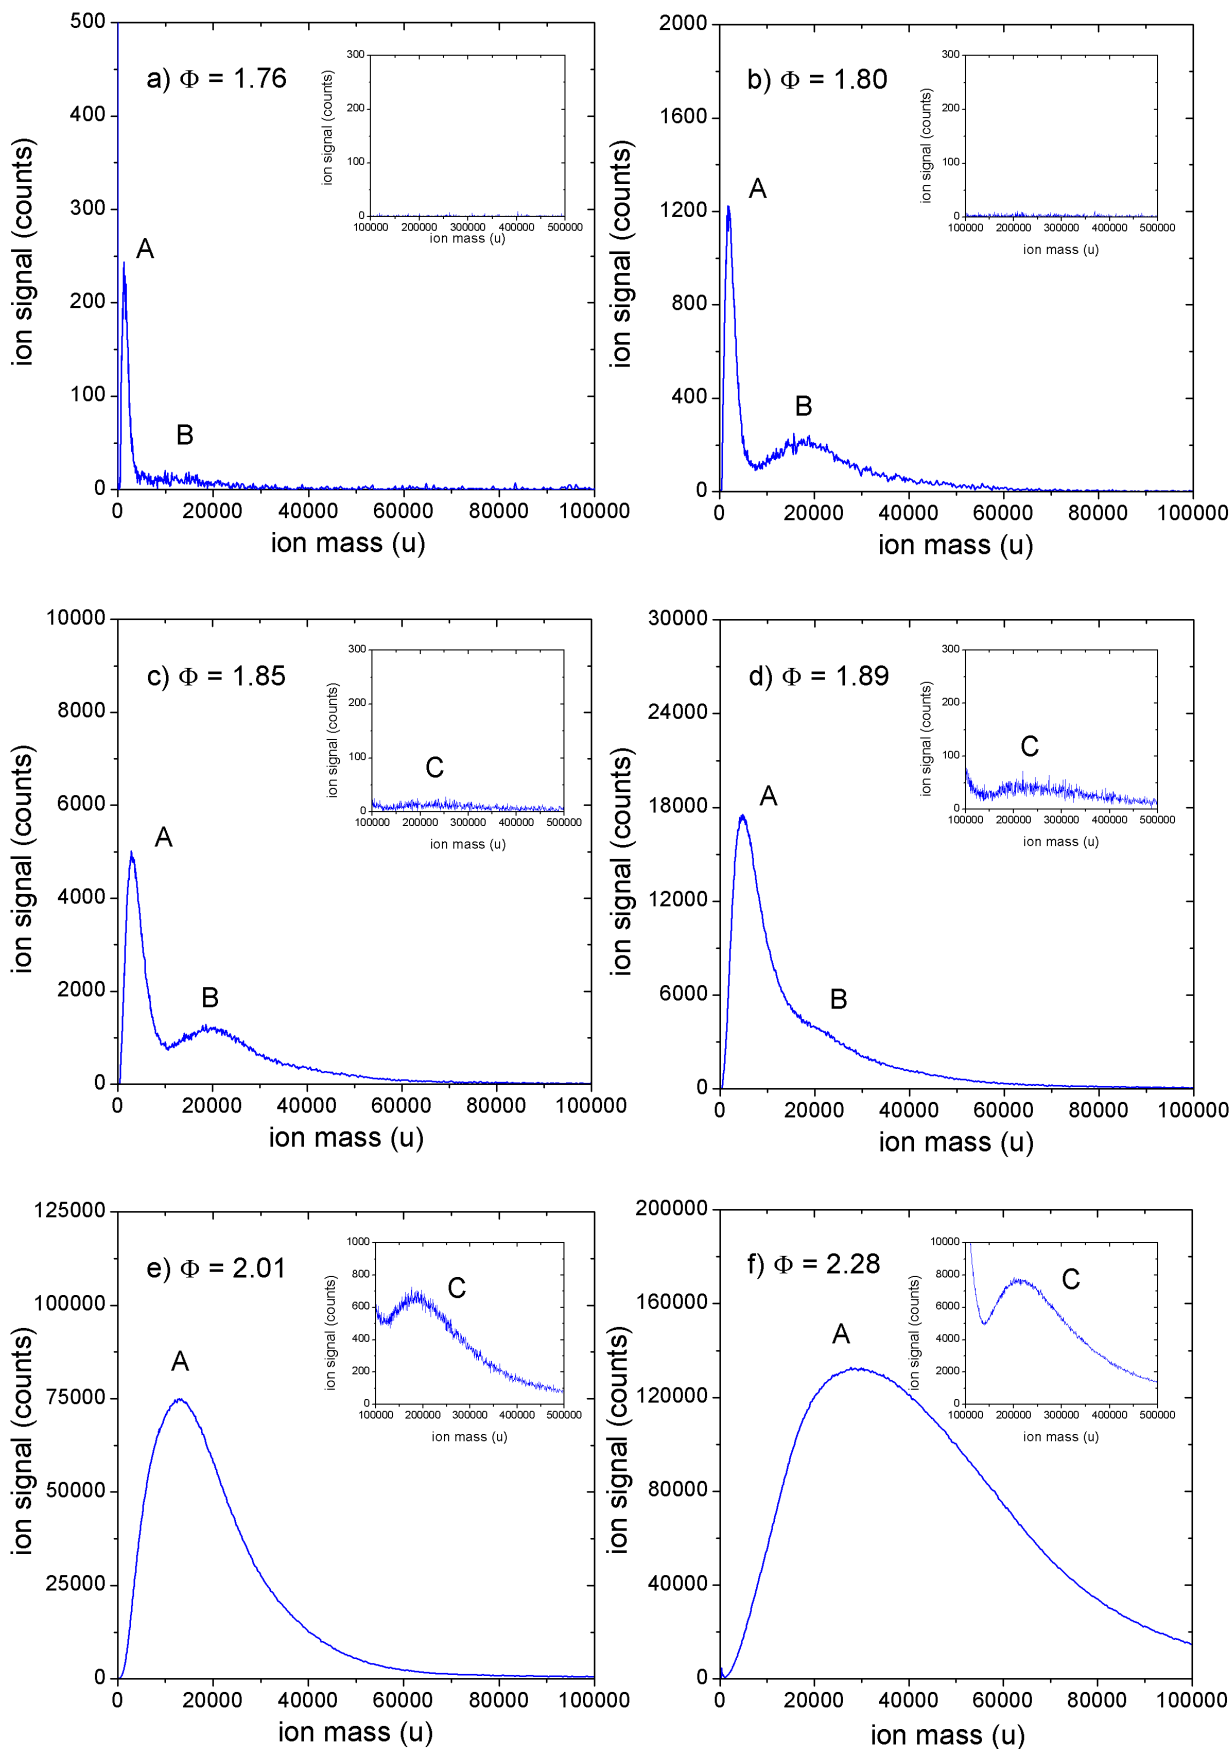 a) Φ = 1.76
A
B
ion signal (counts)
500
400
300
200
100
0
0
20000
40000
60000
80000
100000
ion mass (u)
ion signal (counts)
300
200
100
0
100000
200000
300000
400000
500000
ion mass (u)
b) Φ = 1.80
A
B
ion signal (counts)
2000
1600
1200
800
400
0
0
20000
40000
60000
80000
100000
ion mass (u)
ion signal (counts)
300
200
100
0
100000
200000
300000
400000
500000
ion mass (u)
c) Φ = 1.85
A
B
ion signal (counts)
10000
8000
6000
4000
2000
0
0
20000
40000
60000
80000
100000
ion mass (u)
C
ion signal (counts)
300
200
100
0
100000
200000
300000
400000
500000
ion mass (u)
d) Φ = 1.89
A
B
ion signal (counts)
30000
24000
18000
12000
6000
0
0
20000
40000
60000
80000
100000
ion mass (u)
C
ion signal (counts)
300
200
100
0
100000
200000
300000
400000
500000
ion mass (u)
e) Φ = 2.01
A
ion signal (counts)
125000
100000
75000
50000
25000
0
0
20000
40000
60000
80000
100000
ion mass (u)
C
ion signal (counts)
1000
800
600
400
200
0
100000
200000
300000
400000
500000
ion mass (u)
f) Φ = 2.28
A
ion signal (counts)
200000
160000
120000
80000
40000
0
0
20000
40000
60000
80000
100000
ion mass (u)
C
ion signal (counts)
10000
8000
6000
4000
2000
0
100000
200000
300000
400000
500000
ion mass (u)